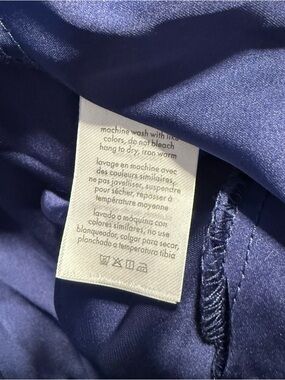 machine wash with like
colors, do not bleach
hang to dry, iron warm
lavage en machine avec
des couleurs similaires,
ne pas javelliser, suspendre
pour sécher, repasser à
température moyenne
lavado a máquina con
colores similares, no use
blanqueador, colgar para secar,
planchado a temperatura tibia